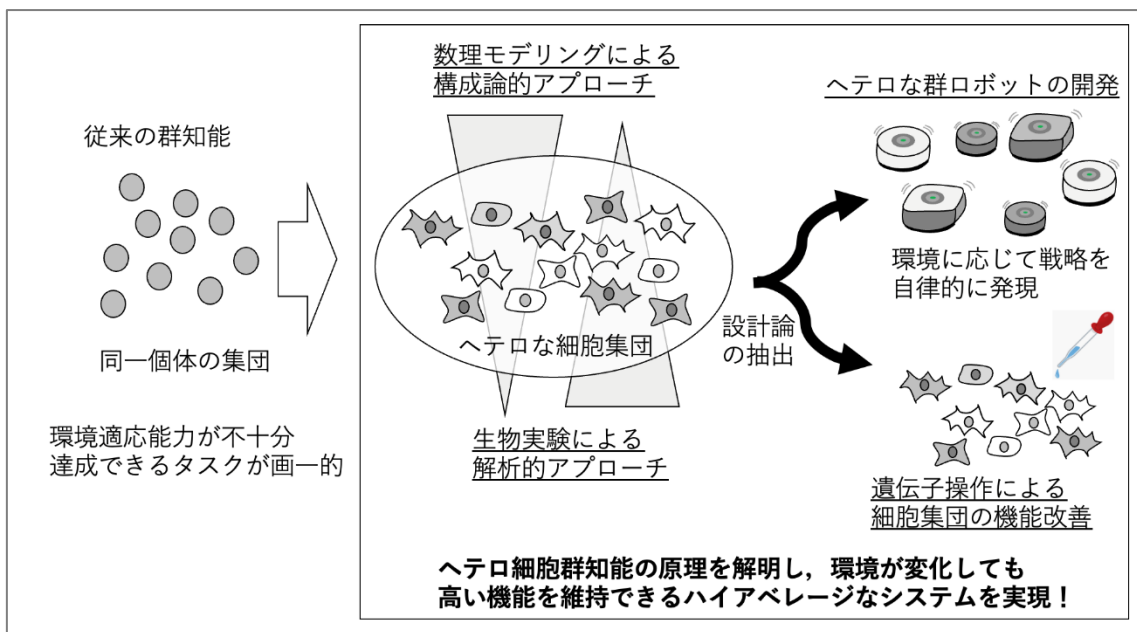 従来の群知能
同一個体の集団
環境適応能力が不十分
達成できるタスクが画一的
数理モデリングによる
構成論的アプローチ
ヘテロな細胞集団
生物実験による
解析的アプローチ
設計論
の抽出
ヘテロな群ロボットの開発
環境に応じて戦略を
自律的に発現
遺伝子操作による
細胞集団の機能改善
ヘテロ細胞群知能の原理を解明し，環境が変化しても
高い機能を維持できるハイアベレージなシステムを実現！